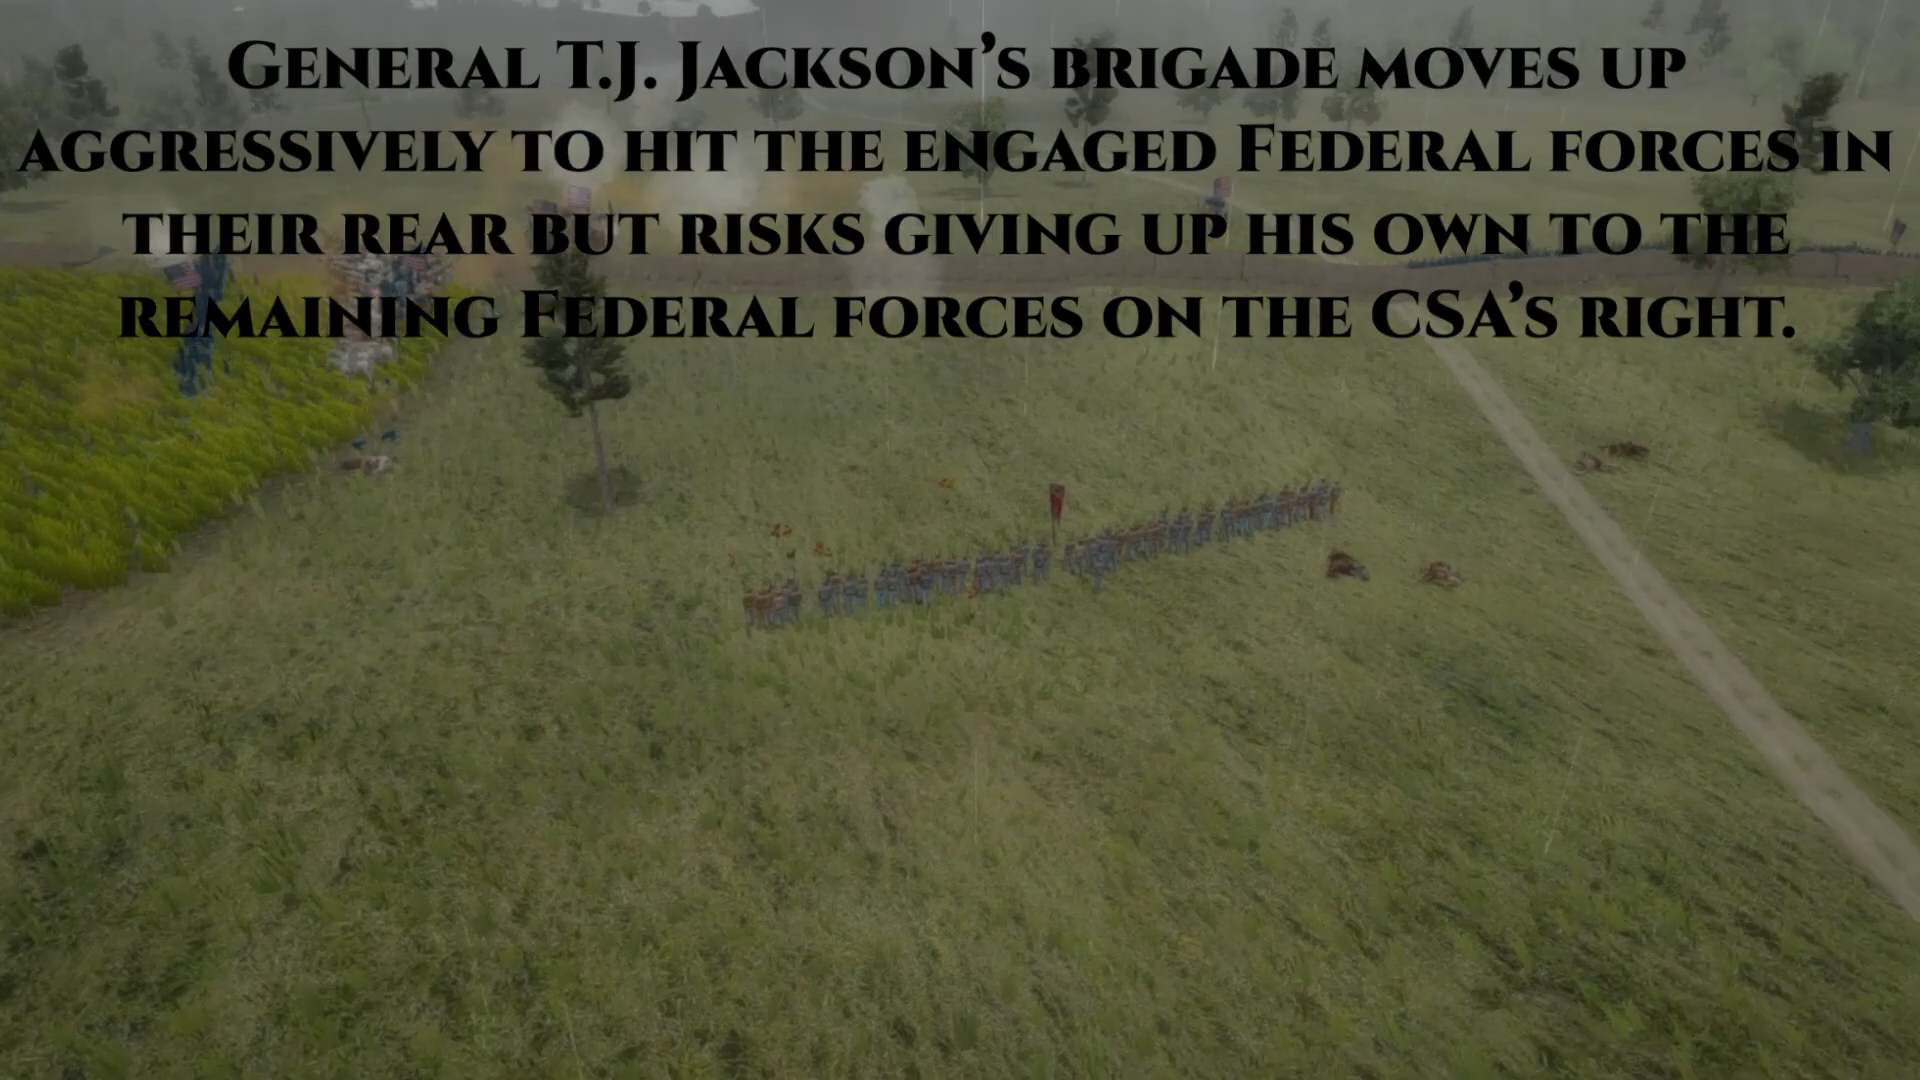 General T.J. Jackson’s brigade moves up
aggressively to hit the engaged Federal forces in
their rear but risks giving up his own to the
remaining Federal forces on the CSA’s right.